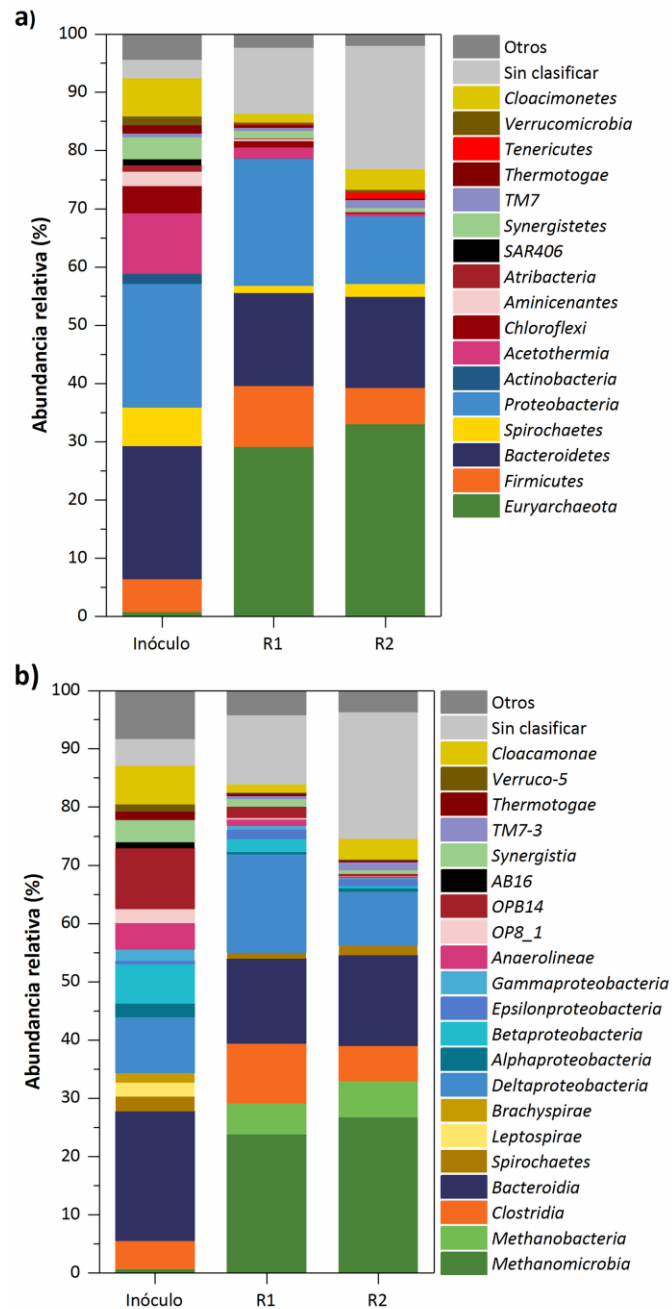 a)
Abundancia relativa (%)
100
90
80
70
60
50
40
30
20
10
0
Inóculo
R1
R2
Otros
Sin clasificar
Cloacimonetes
Verrucomicrobia
Tenericutes
Thermotogae
TM7
Synergistetes
SAR406
Atribacteria
Aminicenantes
Chloroflexi
Acetothermia
Actinobacteria
Proteobacteria
Spirochaetes
Bacteroidetes
Firmicutes
Euryarchaeota
b)
Abundancia relativa (%)
100
90
80
70
60
50
40
30
20
10
0
Inóculo
R1
R2
Otros
Sin clasificar
Cloacamonae
Verruco-5
Thermotogae
TM7-3
Synergistia
AB16
OPB14
OP8_1
Anaerolineae
Gammaproteobacteria
Epsilonproteobacteria
Betaproteobacteria
Alphaproteobacteria
Deltaproteobacteria
Brachyspirae
Leptospirae
Spirochaetes
Bacteroidia
Clostridia
Methanobacteria
Methanomicrobia